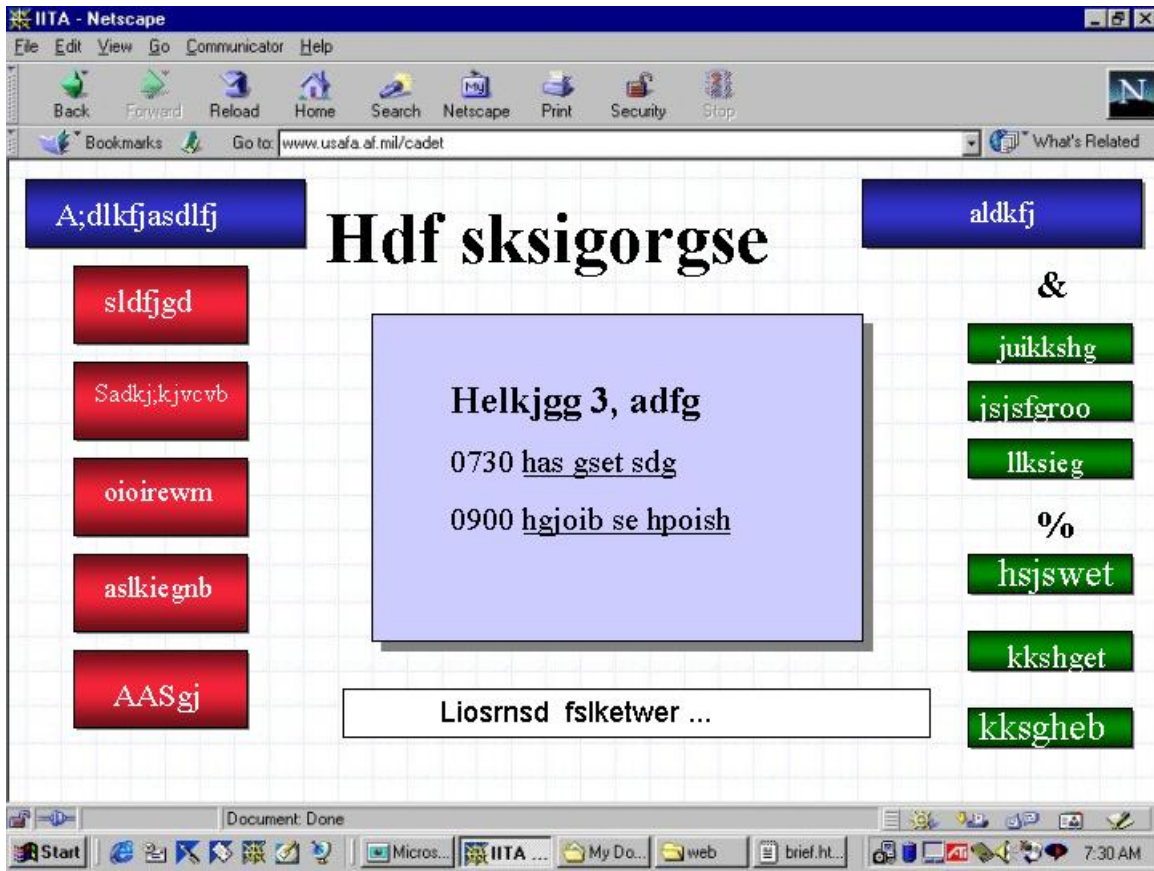 IITA - Netscape
File Edit View Go Communicator Help
Back Forward Reload Home Search Netscape Print Security Stop
My
N
Bookmarks Go to: www.usafa.af.mil/cadet What's Related
A;dlkfjasdlfj
Hdf sksigorgse
aldkfj
sldfjgd
Sadkj;kjvcvb
oioirewm
aslkiegnb
AASgj
Helkjgg 3, adfg
0730 has gset sdg
0900 hgjoib se hpoish
Liosrnsd fslketwer ...
&
juikkshg
jsjsfgroo
llksieg
%
hsjswet
kkshget
kksgheb
Document: Done
Start Micros... IITA ... My Do... web brief.ht... ATI 7:30 AM